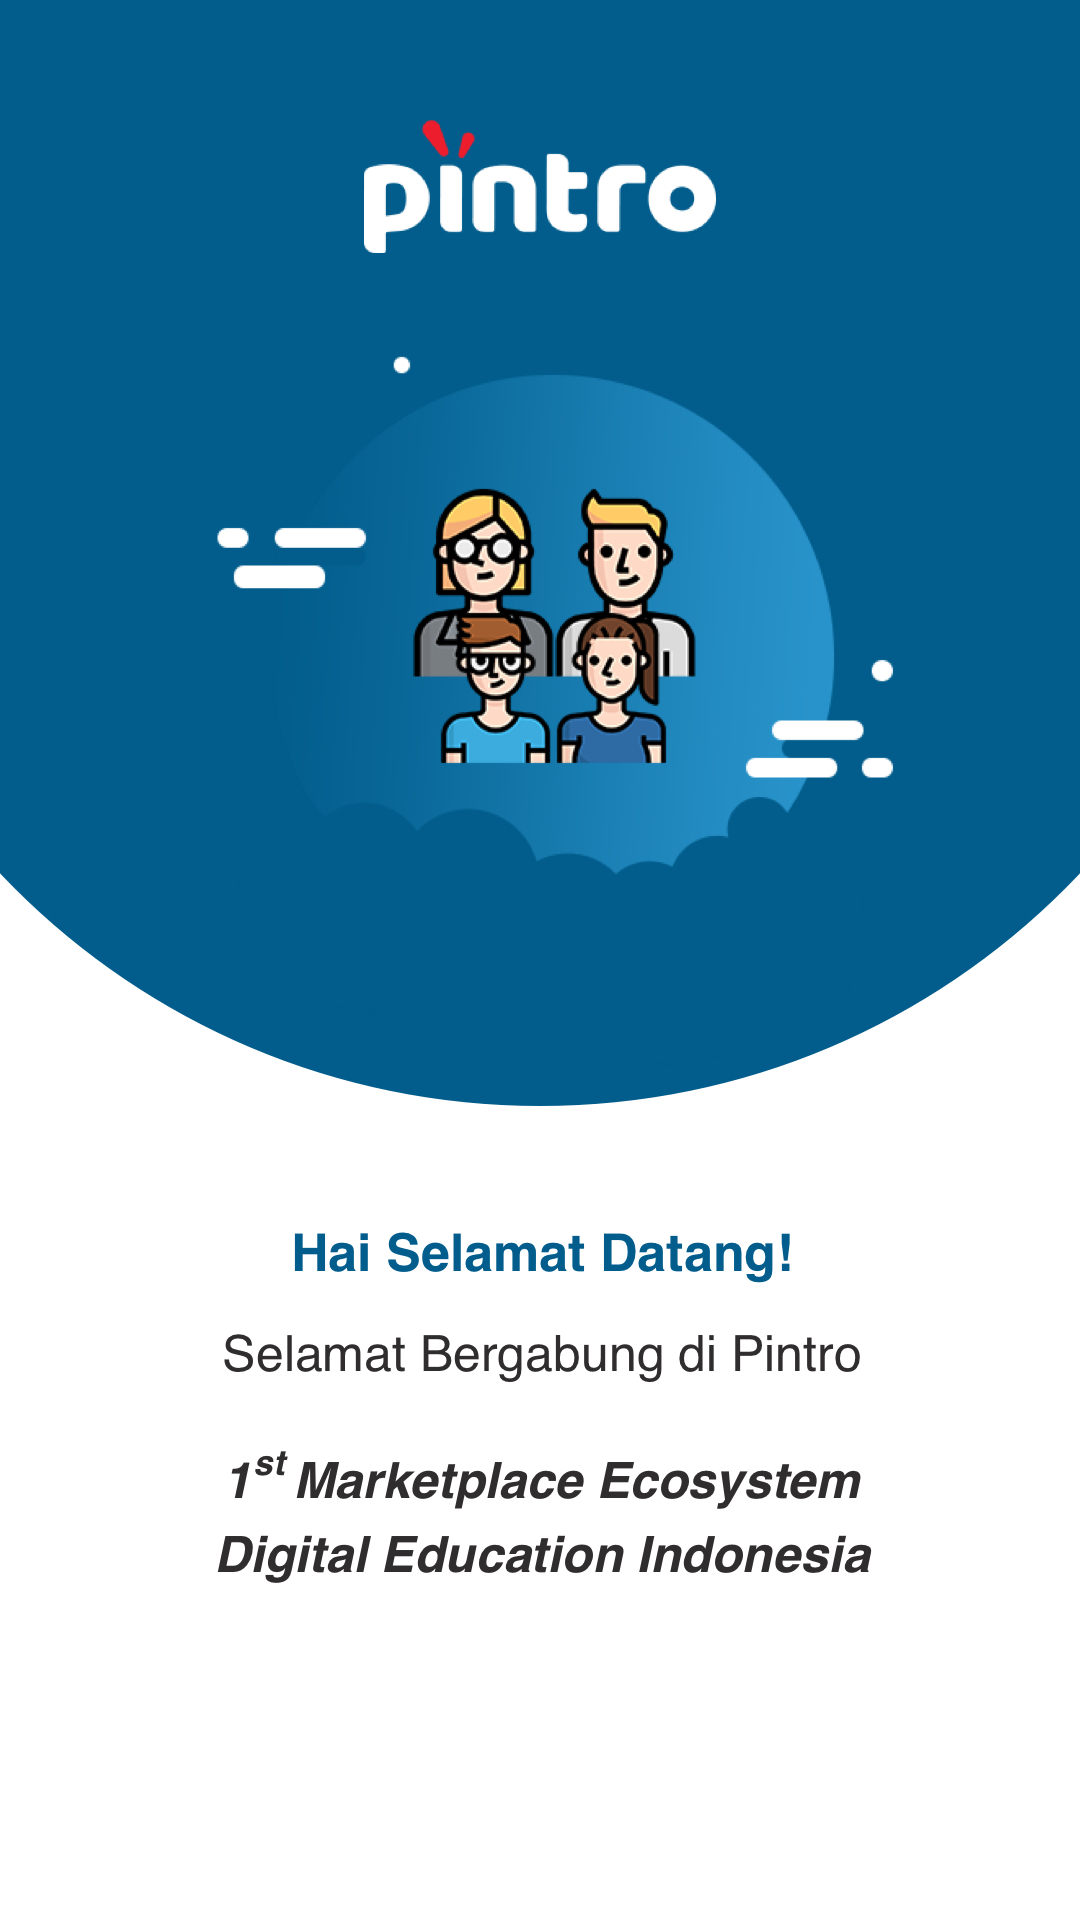 pintro
Hai Selamat Datang!
Selamat Bergabung di Pintro
1st Marketplace Ecosystem
Digital Education Indonesia